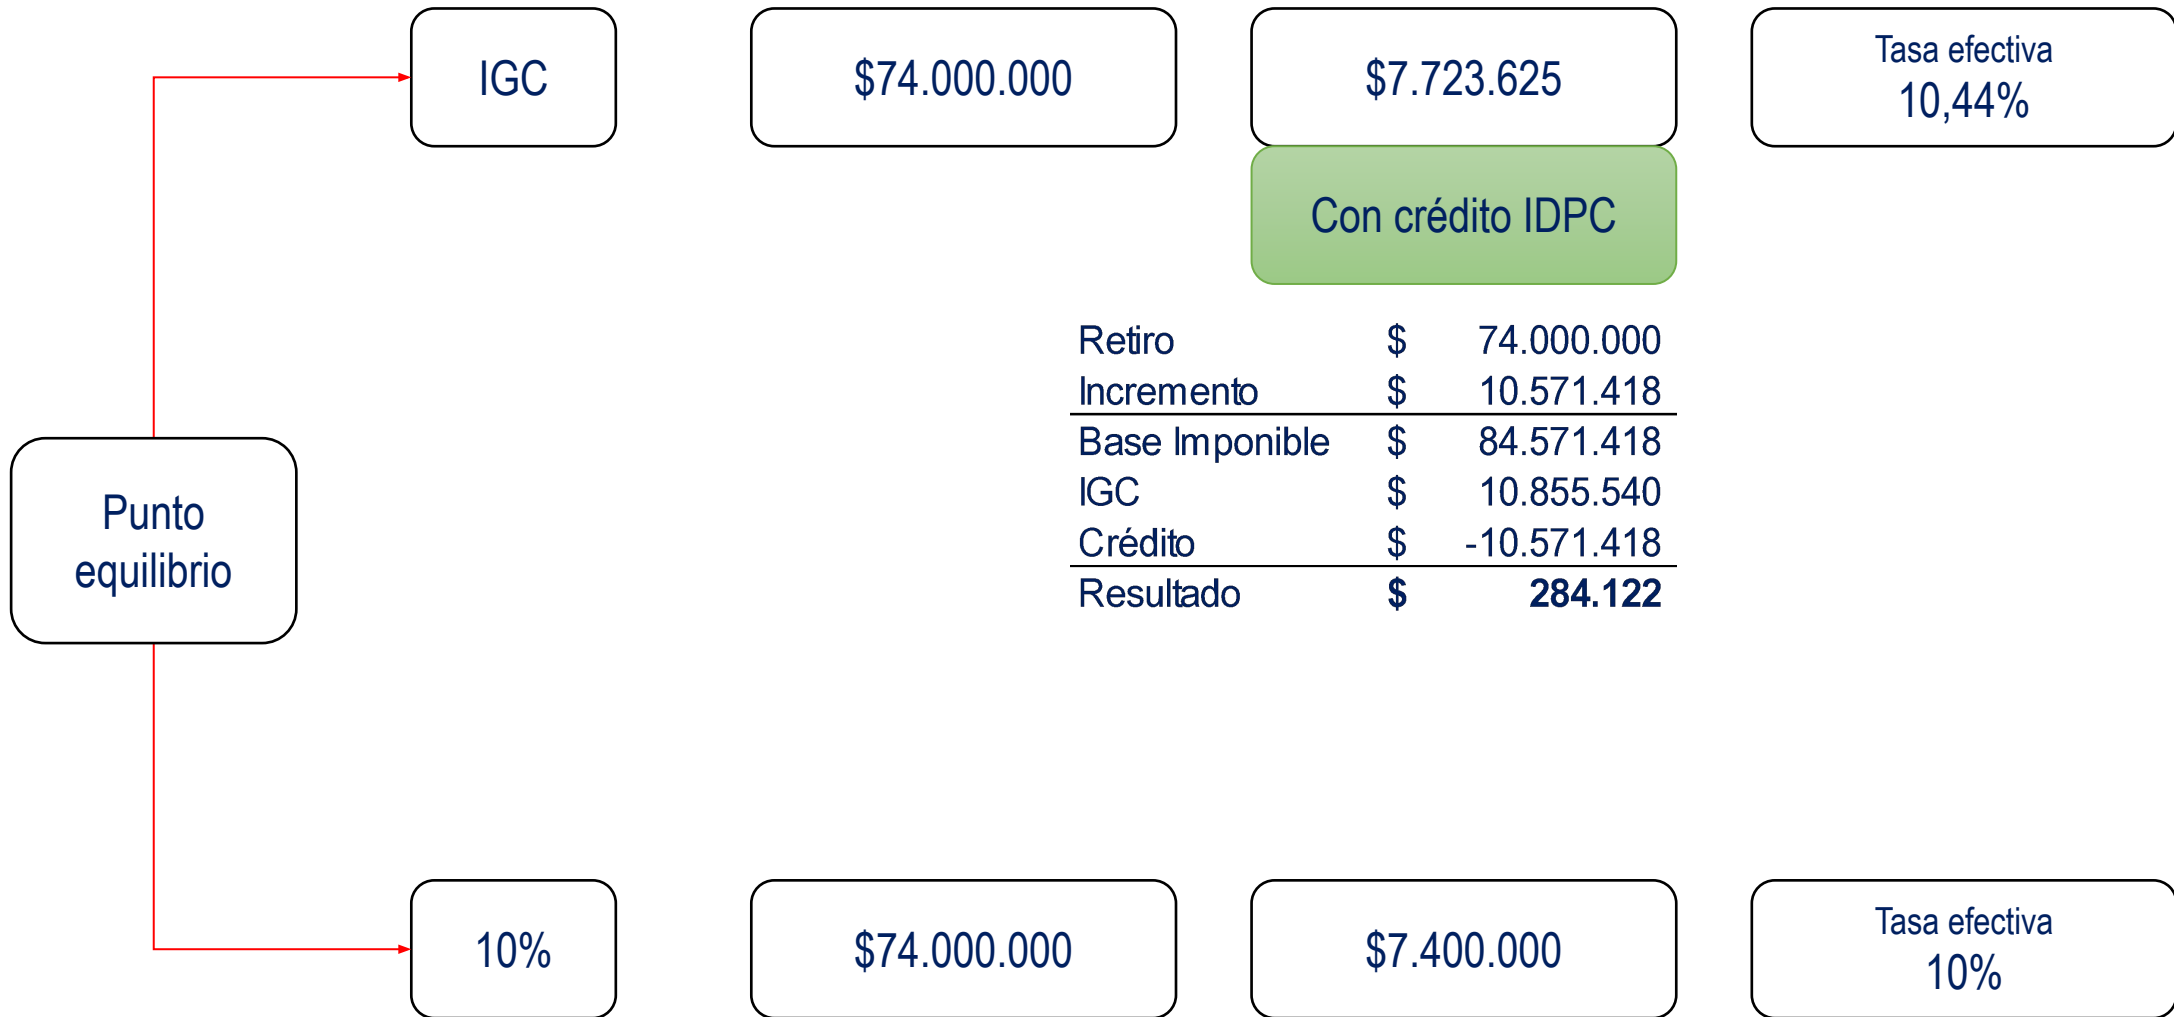 IGC
$74.000.000
$7.723.625
Tasa efectiva
10,44%
Con crédito IDPC
Retiro $ 74.000.000
Incremento $ 10.571.418
Base Imponible $ 84.571.418
IGC $ 10.855.540
Crédito $ -10.571.418
Resultado $ 284.122
Punto
equilibrio
10%
$74.000.000
$7.400.000
Tasa efectiva
10%